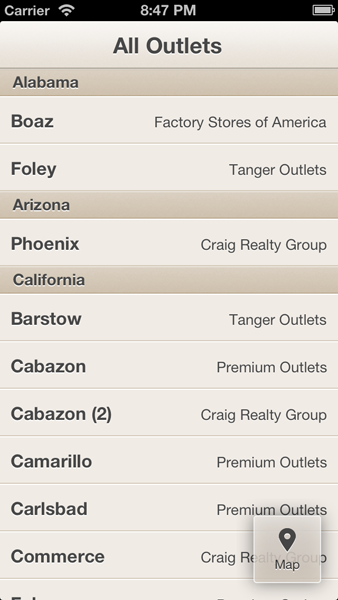 Carrier 8:47 PM
All Outlets
Alabama
Boaz Factory Stores of America
Foley Tanger Outlets
Arizona
Phoenix Craig Realty Group
California
Barstow Tanger Outlets
Cabazon Premium Outlets
Cabazon (2) Craig Realty Group
Camarillo Premium Outlets
Carlsbad Premium Outlets
Commerce Craig Realty Group
Map